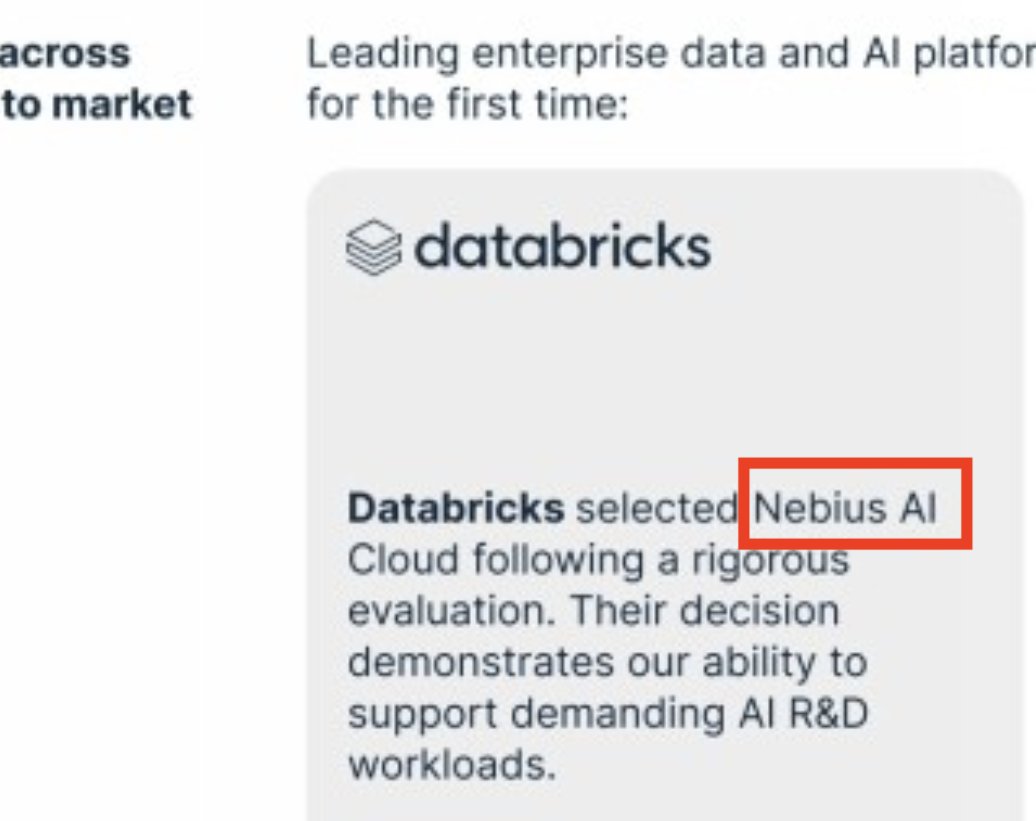 across
to market
Leading enterprise data and AI platfor
for the first time:
databricks
Databricks selected Nebius AI
Cloud following a rigorous
evaluation. Their decision
demonstrates our ability to
support demanding AI R&D
workloads.